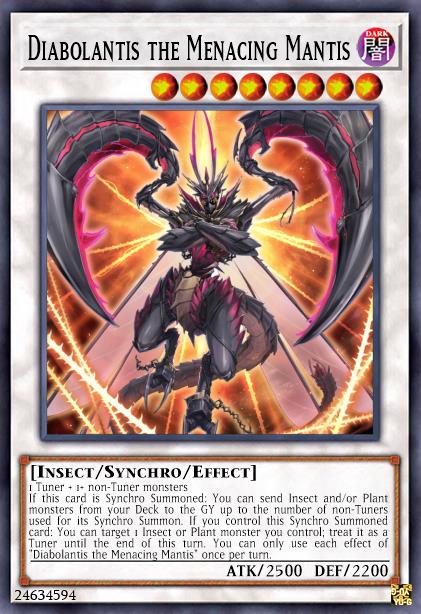 DIABOLANTIS THE MENACING MANTIS
DARK
闇
[INSECT/SYNCHRO/EFFECT]
1 Tuner + 1+ non-Tuner monsters
If this card is Synchro Summoned: You can send Insect and/or Plant
monsters from your Deck to the GY up to the number of non-Tuners
used for its Synchro Summon. If you control this Synchro Summoned
card: You can target 1 Insect or Plant monster you control; treat it as a
Tuner until the end of this turn. You can only use each effect of
"Diabolantis the Menacing Mantis" once per turn.
ATK/2500 DEF/2200
24634594